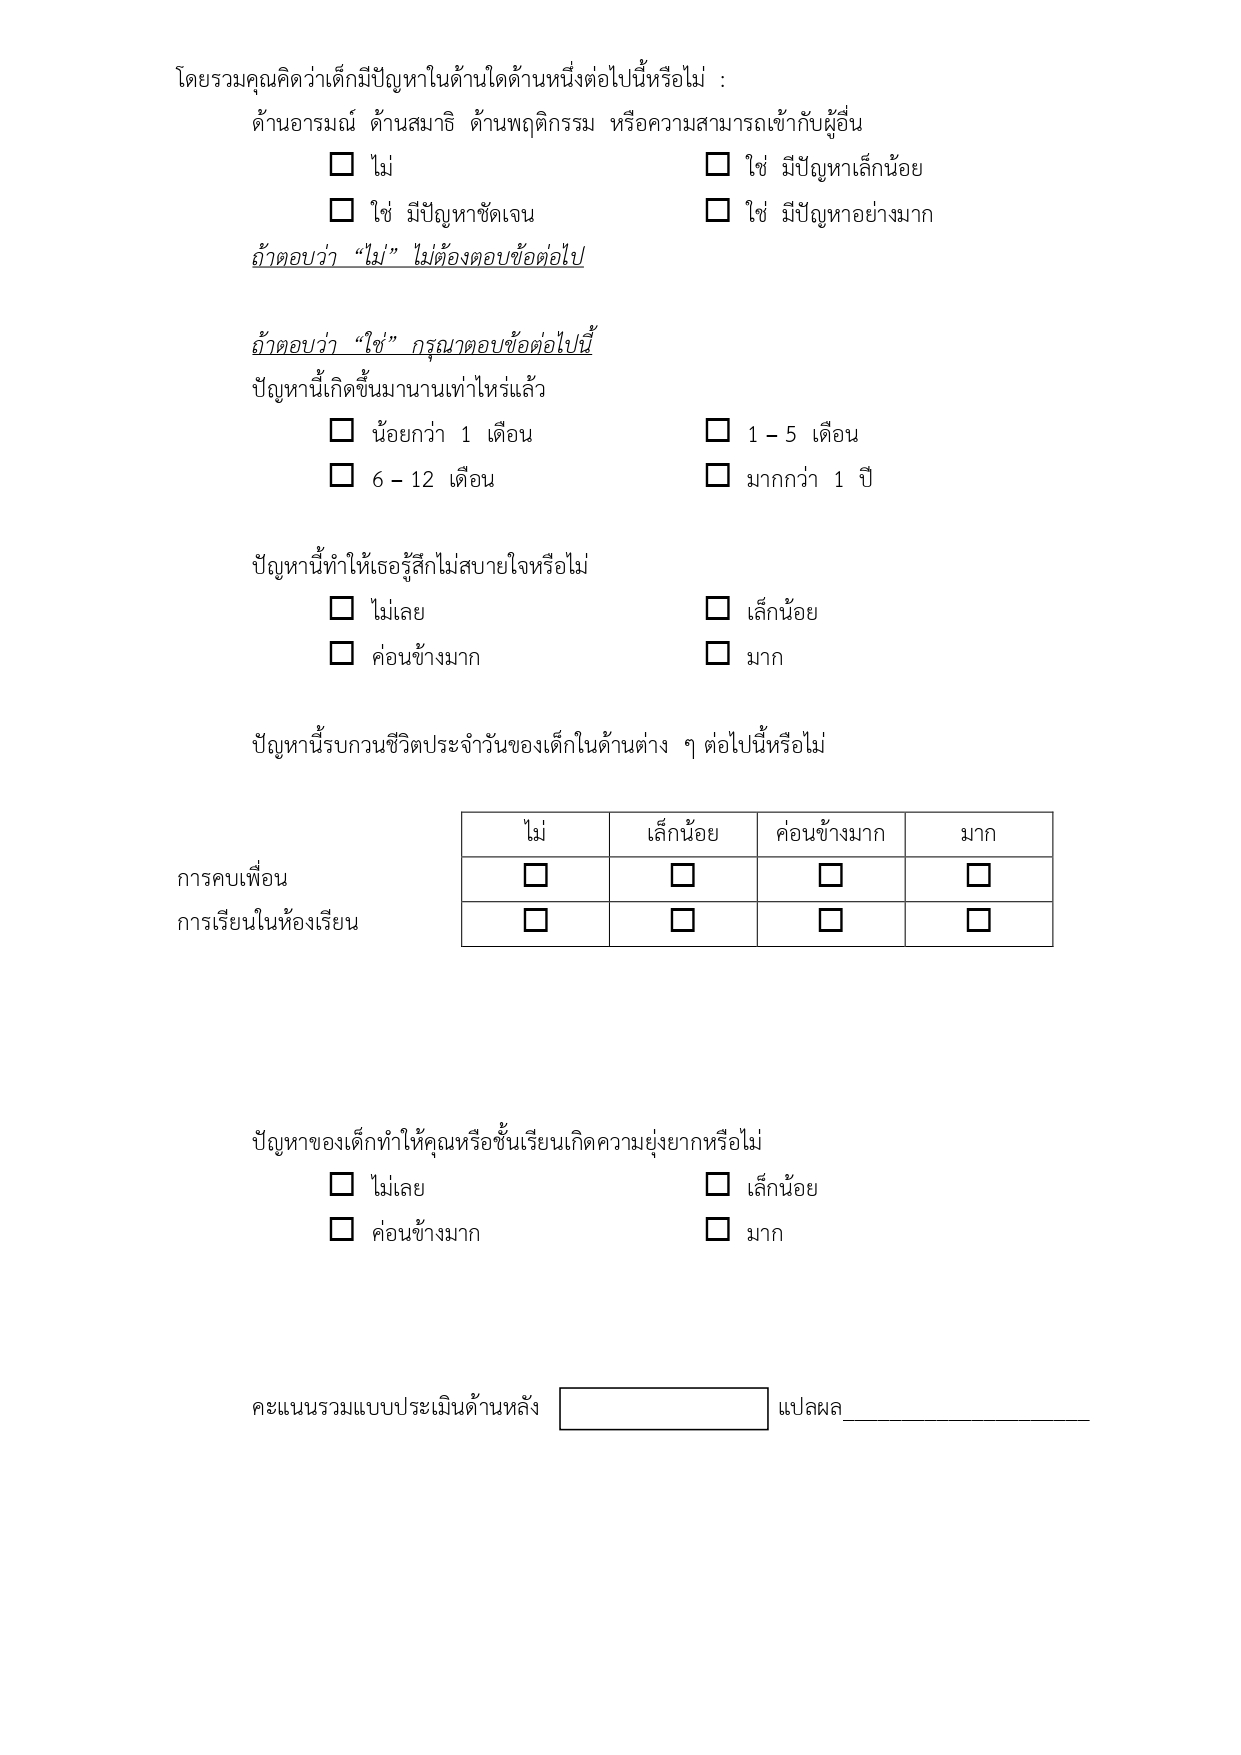 โดยรวมคุณคิดว่าเด็กมีปัญหาในด้านใดด้านหนึ่งต่อไปนี้หรือไม่ :
ด้านอารมณ์ ด้านสมาธิ ด้านพฤติกรรม หรือความสามารถเข้ากับผู้อื่น
☐ ไม่ ☐ ใช่ มีปัญหาเล็กน้อย
☐ ใช่ มีปัญหาชัดเจน ☐ ใช่ มีปัญหาอย่างมาก
ถ้าตอบว่า “ไม่” ไม่ต้องตอบข้อต่อไป
ถ้าตอบว่า “ใช่” กรุณาตอบข้อต่อไปนี้
ปัญหานี้เกิดขึ้นมานานเท่าไหร่แล้ว
☐ น้อยกว่า 1 เดือน ☐ 1 – 5 เดือน
☐ 6 – 12 เดือน ☐ มากกว่า 1 ปี
ปัญหานี้ทำให้เธอรู้สึกไม่สบายใจหรือไม่
☐ ไม่เลย ☐ เล็กน้อย
☐ ค่อนข้างมาก ☐ มาก
ปัญหานี้รบกวนชีวิตประจำวันของเด็กในด้านต่าง ๆ ต่อไปนี้หรือไม่
ไม่ เล็กน้อย ค่อนข้างมาก มาก
การคบเพื่อน ☐ ☐ ☐ ☐
การเรียนในห้องเรียน ☐ ☐ ☐ ☐
ปัญหาของเด็กทำให้คุณหรือชั้นเรียนเกิดความยุ่งยากหรือไม่
☐ ไม่เลย ☐ เล็กน้อย
☐ ค่อนข้างมาก ☐ มาก
คะแนนรวมแบบประเมินด้านหลัง แปลผล_____________________